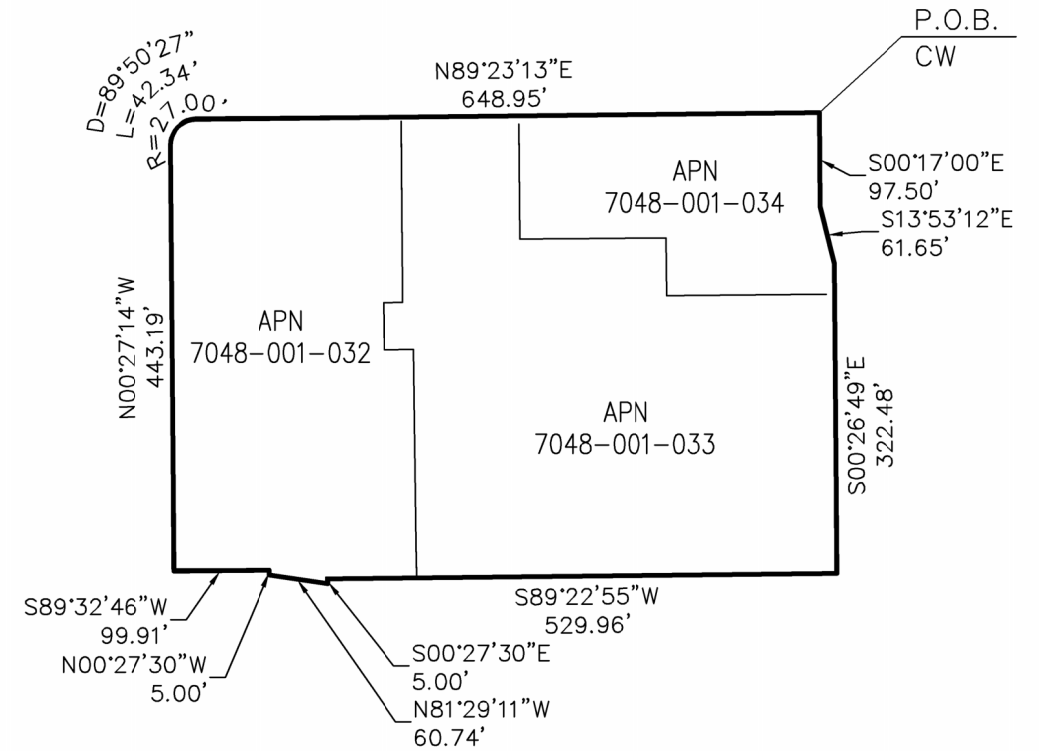 P.O.B.
CW
N89°23'13"E
648.95'
D=89°50'27"
L=42.34'
R=27.00'
APN
7048-001-034
S00°17'00"E
97.50'
S13°53'12"E
61.65'
N00°27'14"W
443.19'
APN
7048-001-032
APN
7048-001-033
S00°26'49"E
322.48'
S89°32'46"W
99.91'
N00°27'30"W
5.00'
S89°22'55"W
529.96'
S00°27'30"E
5.00'
N81°29'11"W
60.74'